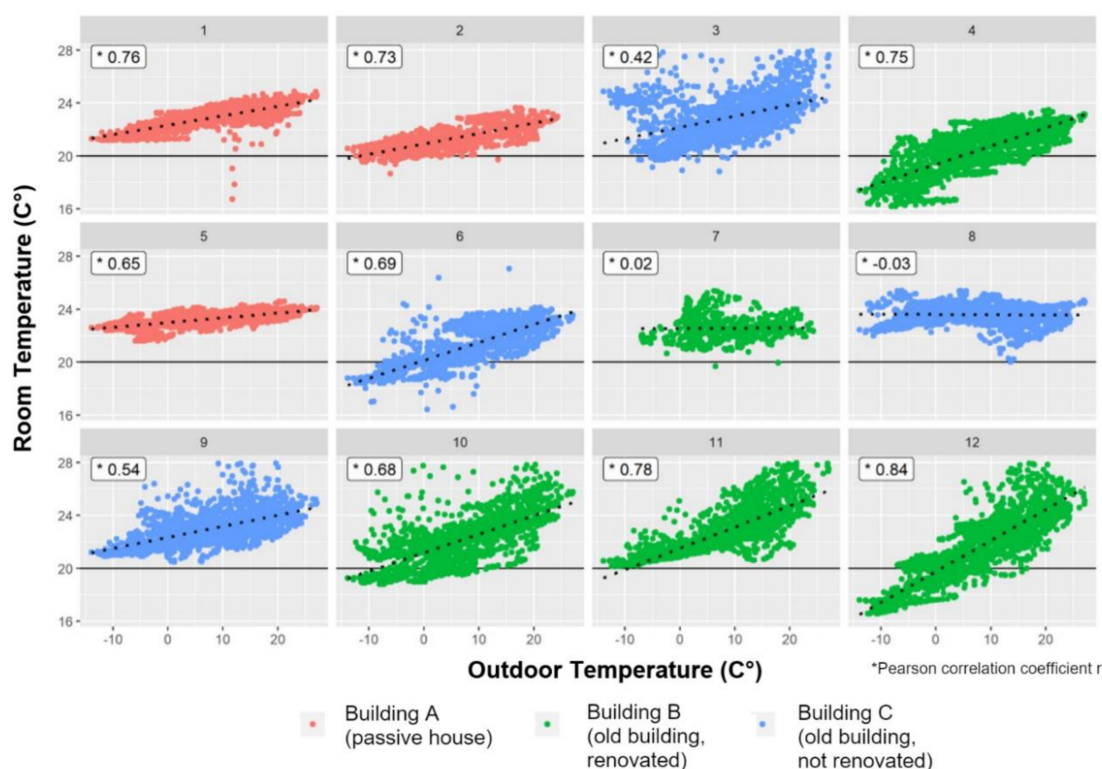 1 2 3 4
28 * 0.76 * 0.73 * 0.42 * 0.75
24
20
16
5 6 7 8
28 * 0.65 * 0.69 * 0.02 * -0.03
24
20
16
9 10 11 12
28 * 0.54 * 0.68 * 0.78 * 0.84
24
20
16
-10 0 10 20 -10 0 10 20 -10 0 10 20 -10 0 10 20
Room Temperature (C°)
Outdoor Temperature (C°)
*Pearson correlation coefficient r
Building A
(passive house)
Building B
(old building,
renovated)
Building C
(old building,
not renovated)